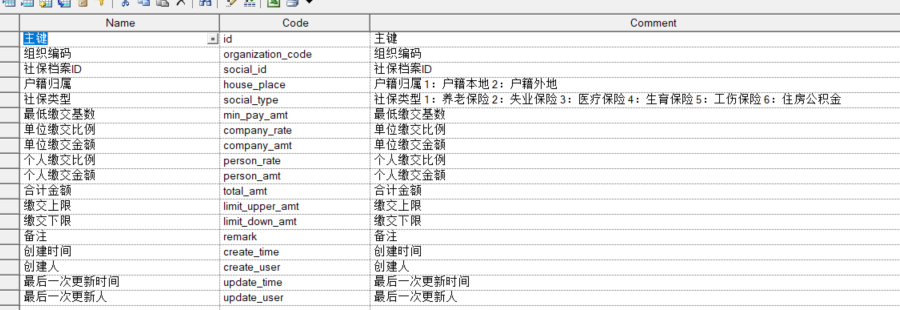 Name Code Comment
主键 id 主键
组织编码 organization_code 组织编码
社保档案ID social_id 社保档案ID
户籍归属 house_place 户籍归属 1：户籍本地 2：户籍外地
社保类型 social_type 社保类型 1：养老保险 2：失业保险 3：医疗保险 4：生育保险 5：工伤保险 6：住房公积金
最低缴交基数 min_pay_amt 最低缴交基数
单位缴交比例 company_rate 单位缴交比例
单位缴交金额 company_amt 单位缴交金额
个人缴交比例 person_rate 个人缴交比例
个人缴交金额 person_amt 个人缴交金额
合计金额 total_amt 合计金额
缴交上限 limit_upper_amt 缴交上限
缴交下限 limit_down_amt 缴交下限
备注 remark 备注
创建时间 create_time 创建时间
创建人 create_user 创建人
最后一次更新时间 update_time 最后一次更新时间
最后一次更新人 update_user 最后一次更新人